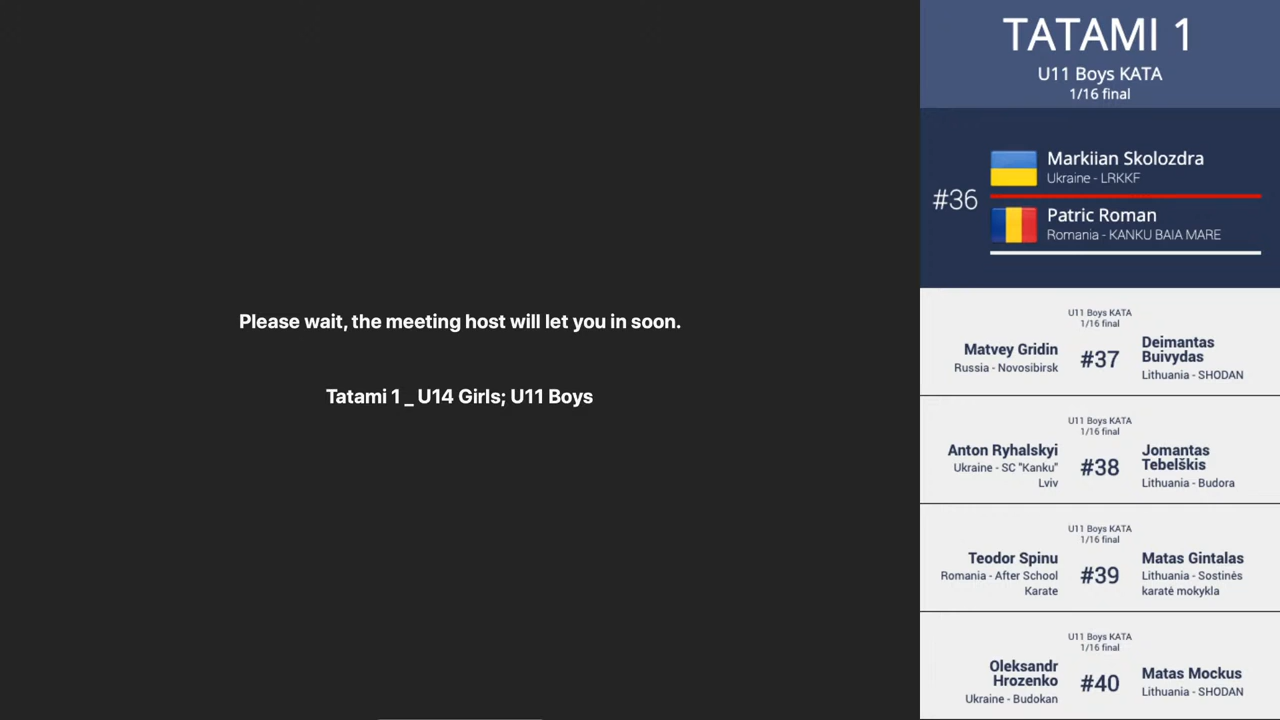 Please wait, the meeting host will let you in soon.
Tatami 1 _ U14 Girls; U11 Boys
TATAMI 1
U11 Boys KATA
1/16 final
#36
Markiian Skolozdra
Ukraine - LRKKF
Patric Roman
Romania - KANKU BAIA MARE
U11 Boys KATA
1/16 final
Matvey Gridin
Russia - Novosibirsk
#37
Deimantas
Buivydas
Lithuania - SHODAN
U11 Boys KATA
1/16 final
Anton Ryhalskyi
Ukraine - SC "Kanku"
Lviv
#38
Jomantas
Tebelškis
Lithuania - Budora
U11 Boys KATA
1/16 final
Teodor Spinu
Romania - After School
Karate
#39
Matas Gintalas
Lithuania - Sostinės
karatė mokykla
U11 Boys KATA
1/16 final
Oleksandr
Hrozenko
Ukraine - Budokan
#40
Matas Mockus
Lithuania - SHODAN